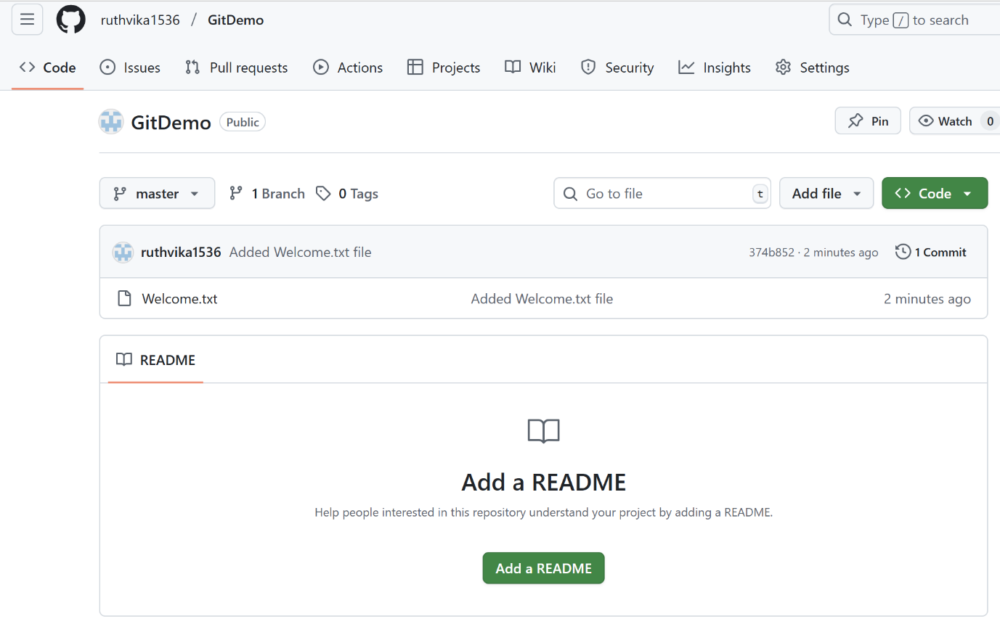 ruthvika1536 / GitDemo Type / to search
Code Issues Pull requests Actions Projects Wiki Security Insights Settings
GitDemo Public Pin Watch 0
master 1 Branch 0 Tags Go to file t Add file Code
ruthvika1536 Added Welcome.txt file 374b852 · 2 minutes ago 1 Commit
Welcome.txt Added Welcome.txt file 2 minutes ago
README
Add a README
Help people interested in this repository understand your project by adding a README.
Add a README